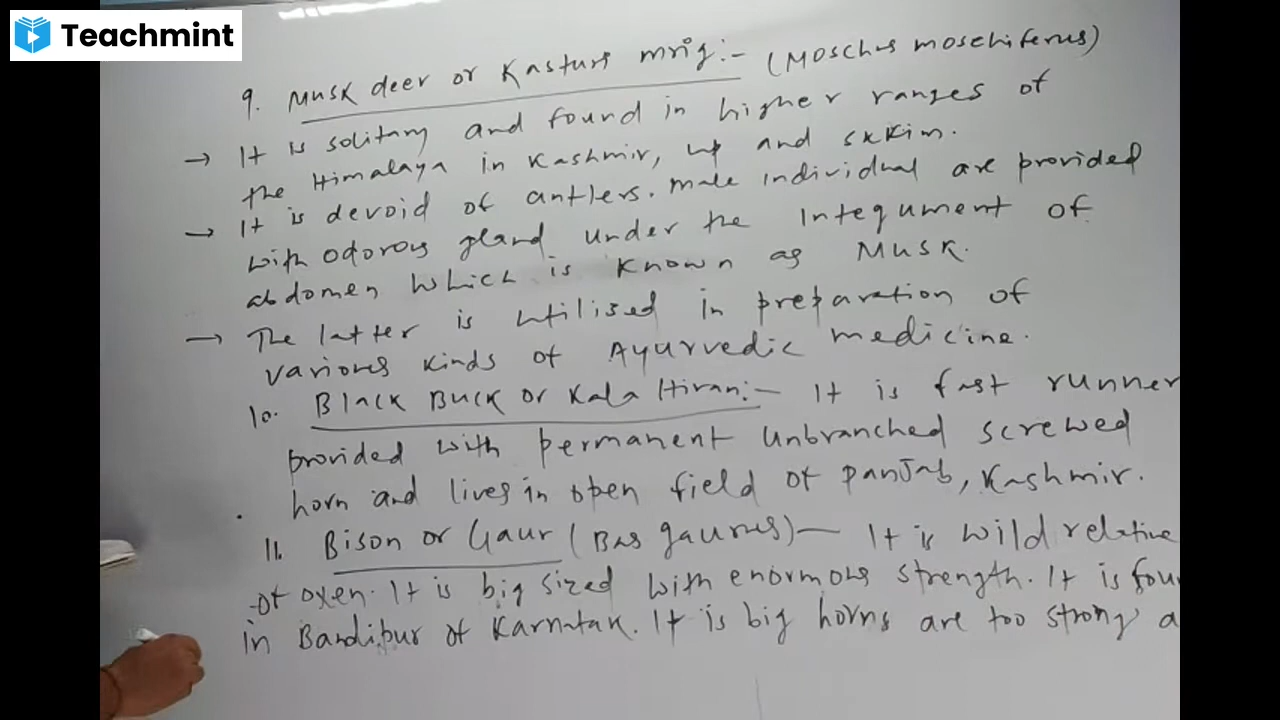 Teachmint
9. Musk deer or Kasturi mrig:- (Moschus moschiferus)
→ It is solitary and found in higher ranges of
the Himalaya in Kashmir, up and skkim.
→ It is devoid of antlers. male individual are provided
with odorous gland under the Integument of
abdomen which is known as Musk.
→ The latter is utilised in preparation of
various kinds of Ayurvedic medicine.
10. Black Buck or Kala Hiran:- It is fast runner
provided with permanent unbranched screwed
horn and lives in open field of Panjab, Kashmir.
11. Bison or Gaur (Bas gaurus) - It is wild relative
of oxen. It is big sized with enormous strength. It is fou
in Bandipur of Karnatak. It is big horns are too strong a